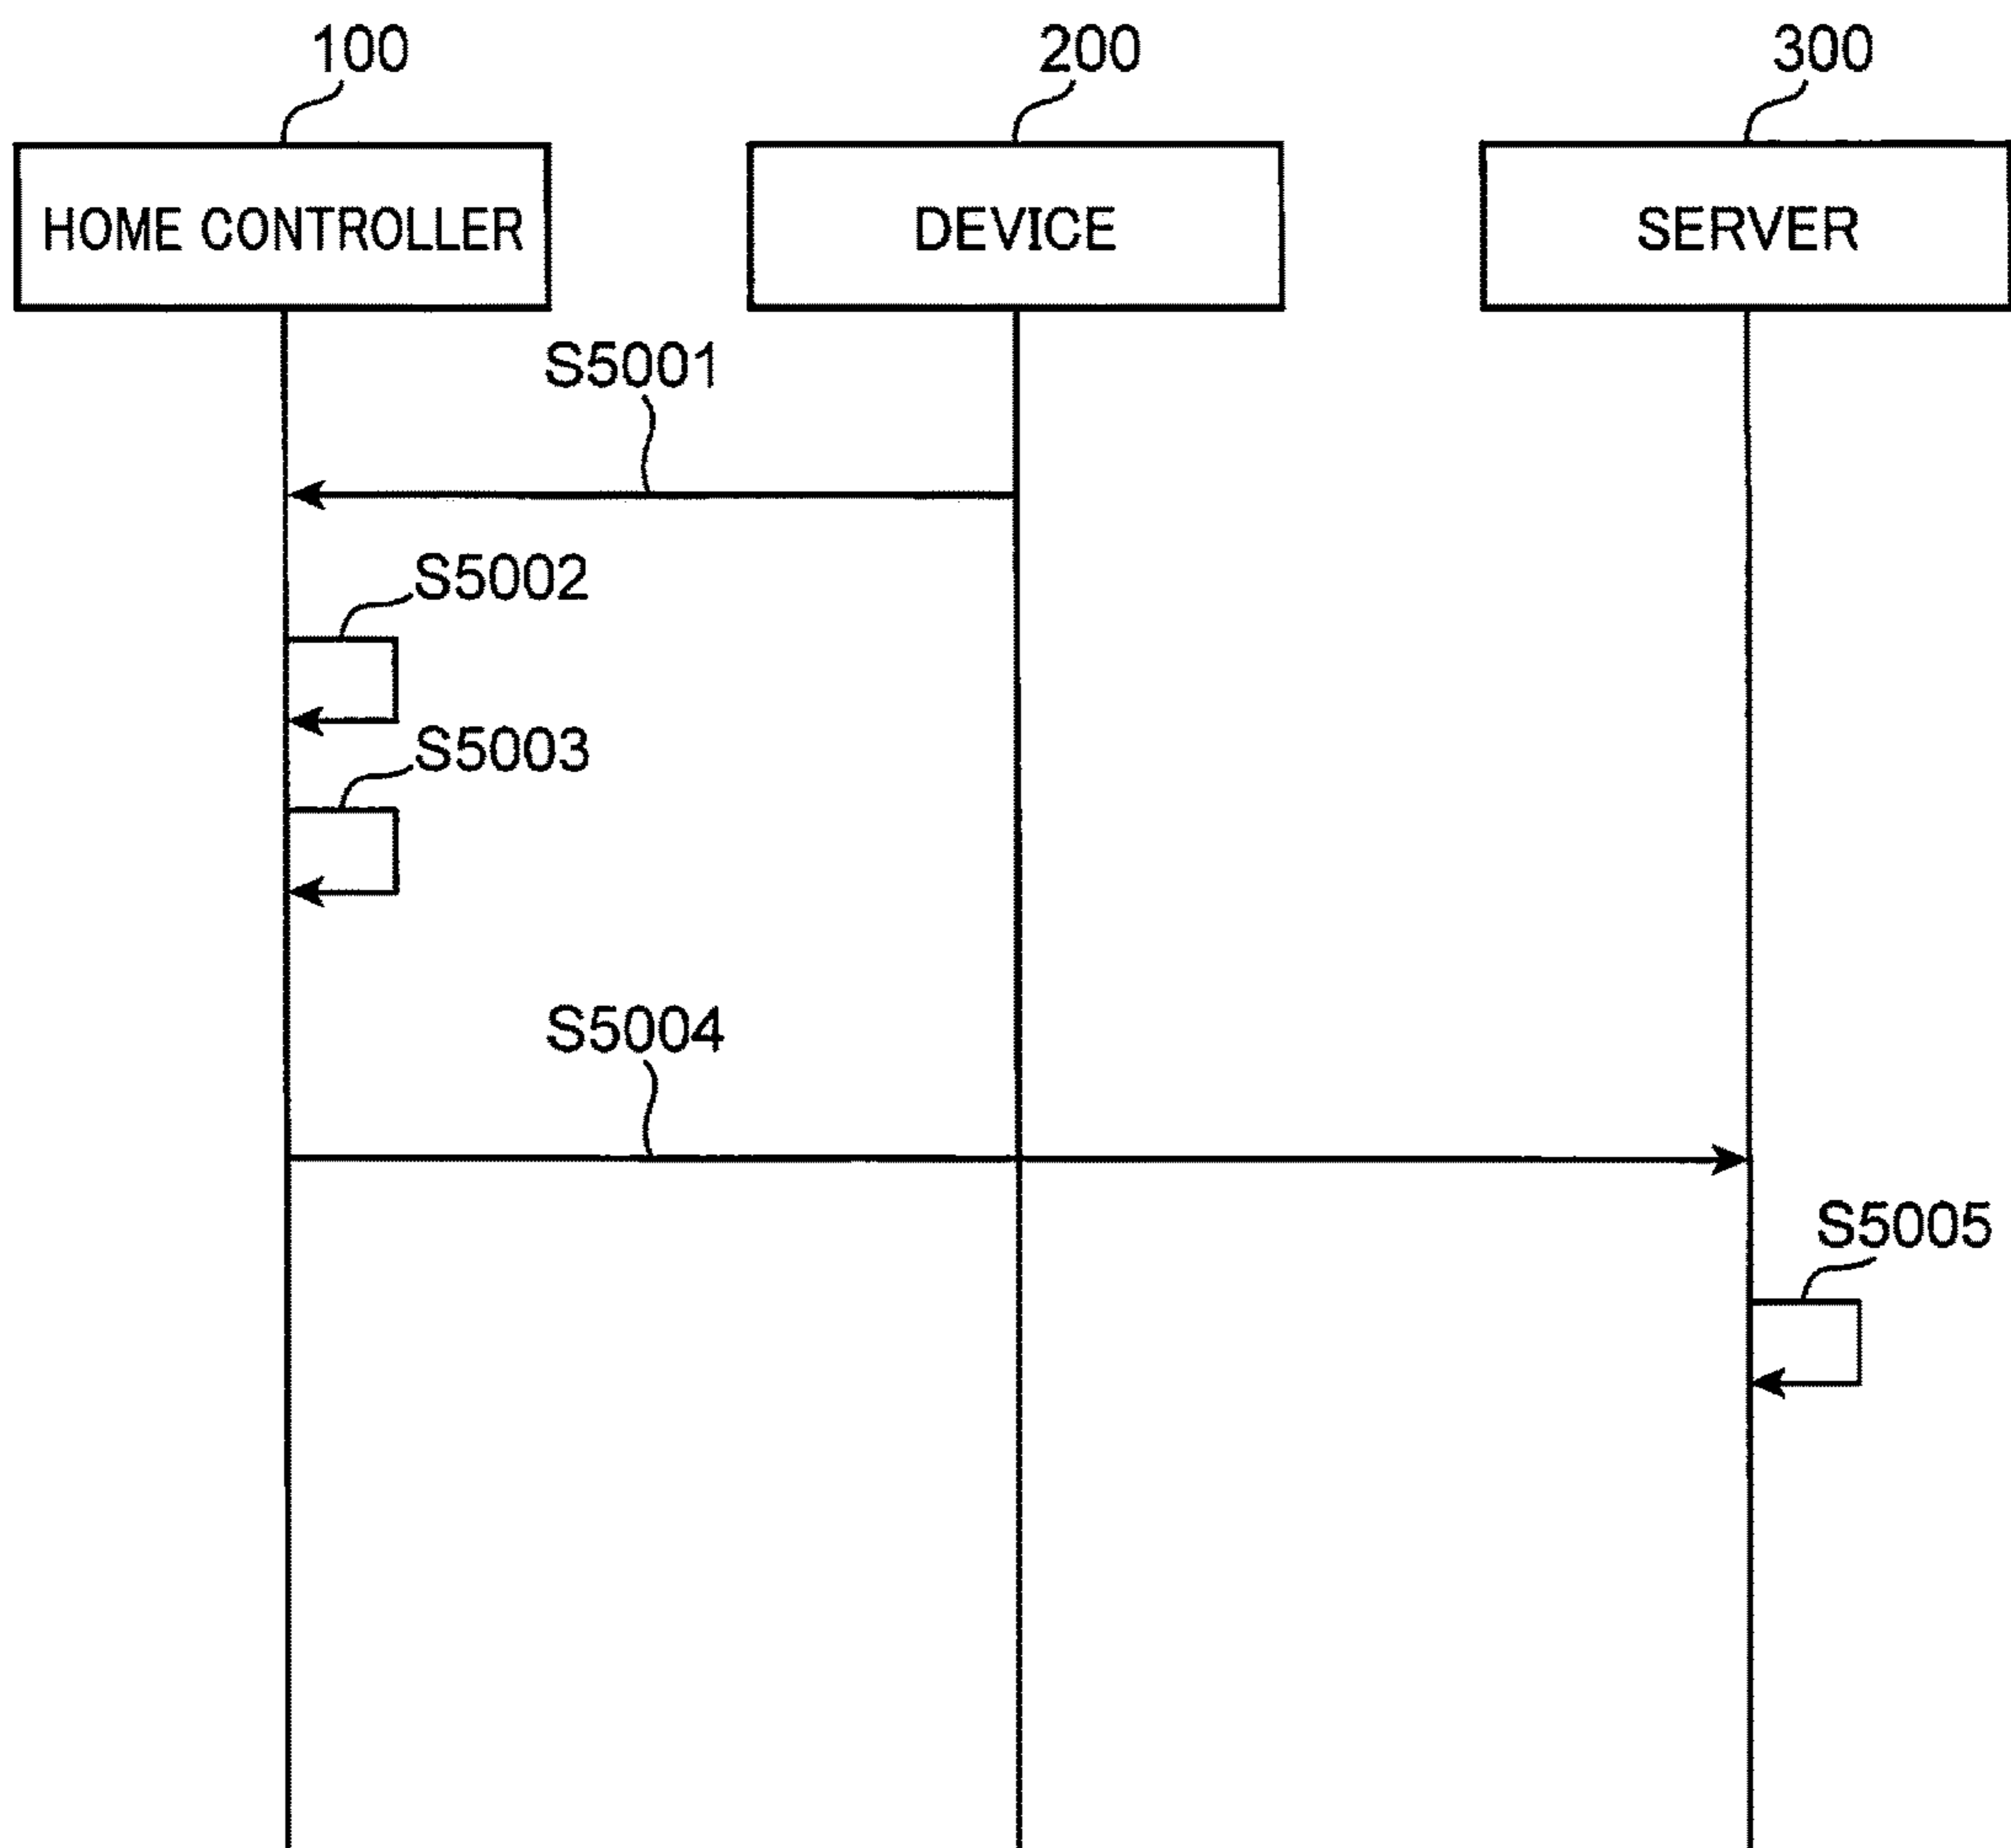 100
200
300
HOME CONTROLLER
DEVICE
SERVER
S5001
S5002
S5003
S5004
S5005